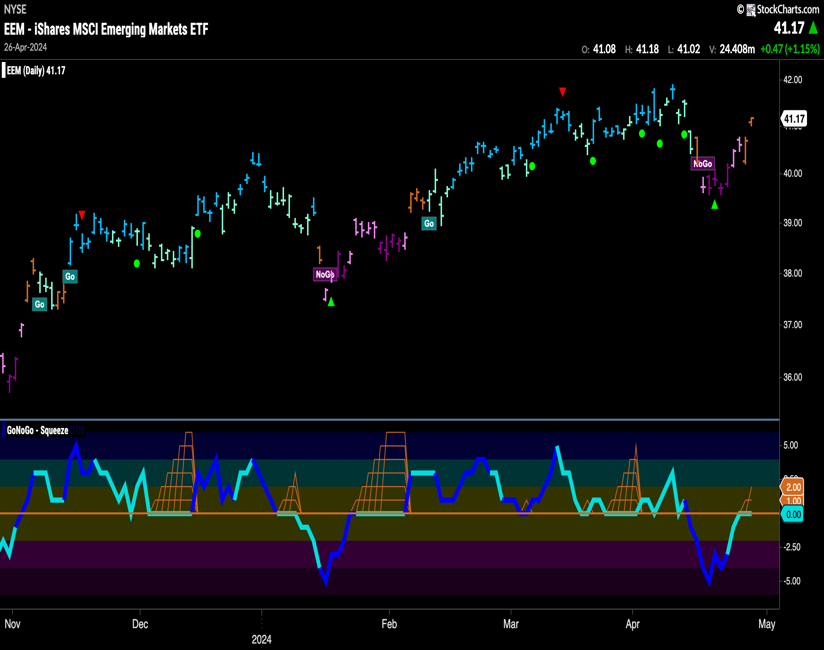 NYSE
© StockCharts.com
EEM - iShares MSCI Emerging Markets ETF
41.17
26-Apr-2024
O: 41.08 H: 41.18 L: 41.02 V: 24.408m +0.47 (+1.15%)
EEM (Daily) 41.17
42.00
41.17
40.00
NoGo
39.00
Go
38.00
Go
NoGo
Go
37.00
36.00
GoNoGo - Squeeze
5.00
2.00
1.00
0.00
-2.50
-5.00
Nov Dec Feb Mar Apr May
2024